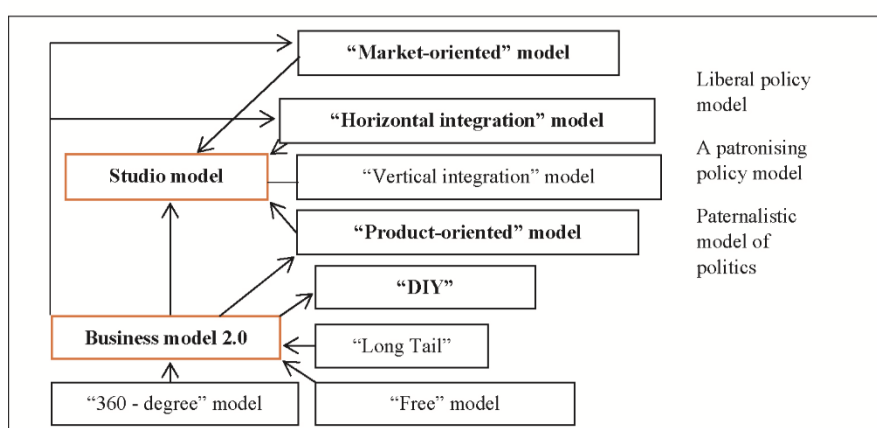 “Market-oriented” model
“Horizontal integration” model
Studio model
“Vertical integration” model
“Product-oriented” model
“DIY”
Business model 2.0
“Long Tail”
“360 - degree” model
“Free” model
Liberal policy
model
A patronising
policy model
Paternalistic
model of
politics